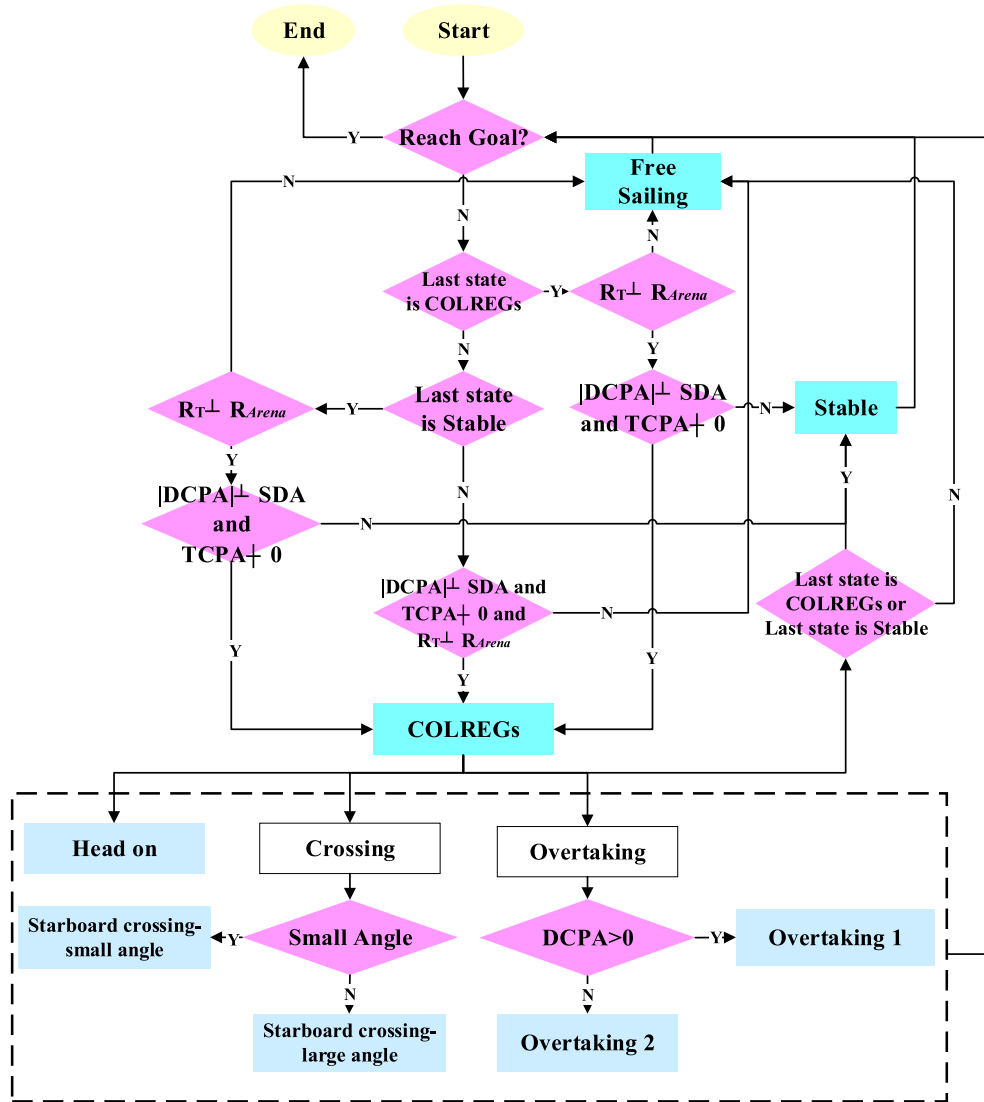 End
Start
Y
Reach Goal?
N
Free
Sailing
N
N
Last state
is COLREGs
Y
RT⊥ RArena
N
Y
RT⊥ RArena
Y
Last state
is Stable
|DCPA|⊥ SDA
and TCPA┼ 0
N
Stable
Y
|DCPA|⊥ SDA
and
TCPA┼ 0
N
N
Y
N
|DCPA|⊥ SDA and
TCPA┼ 0 and
RT⊥ RArena
N
Last state is
COLREGs or
Last state is Stable
Y
Y
Y
COLREGs
Head on
Crossing
Overtaking
Starboard crossing-
small angle
Y
Small Angle
DCPA>0
Y
Overtaking 1
N
N
Starboard crossing-
large angle
Overtaking 2